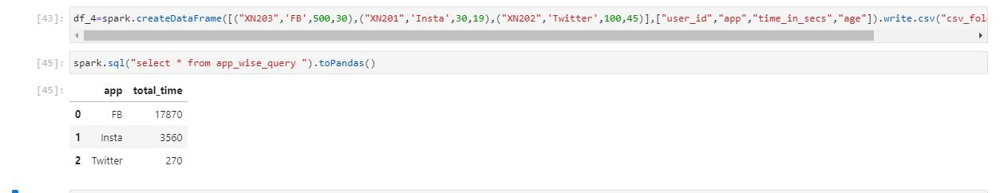 [43]: df_4=spark.createDataFrame([("XN203",'FB',500,30),("XN201",'Insta',30,19),("XN202",'Twitter',100,45)],["user_id","app","time_in_secs","age"]).write.csv("csv_fol
[45]: spark.sql("select * from app_wise_query ").toPandas()
[45]: app total_time
0 FB 17870
1 Insta 3560
2 Twitter 270